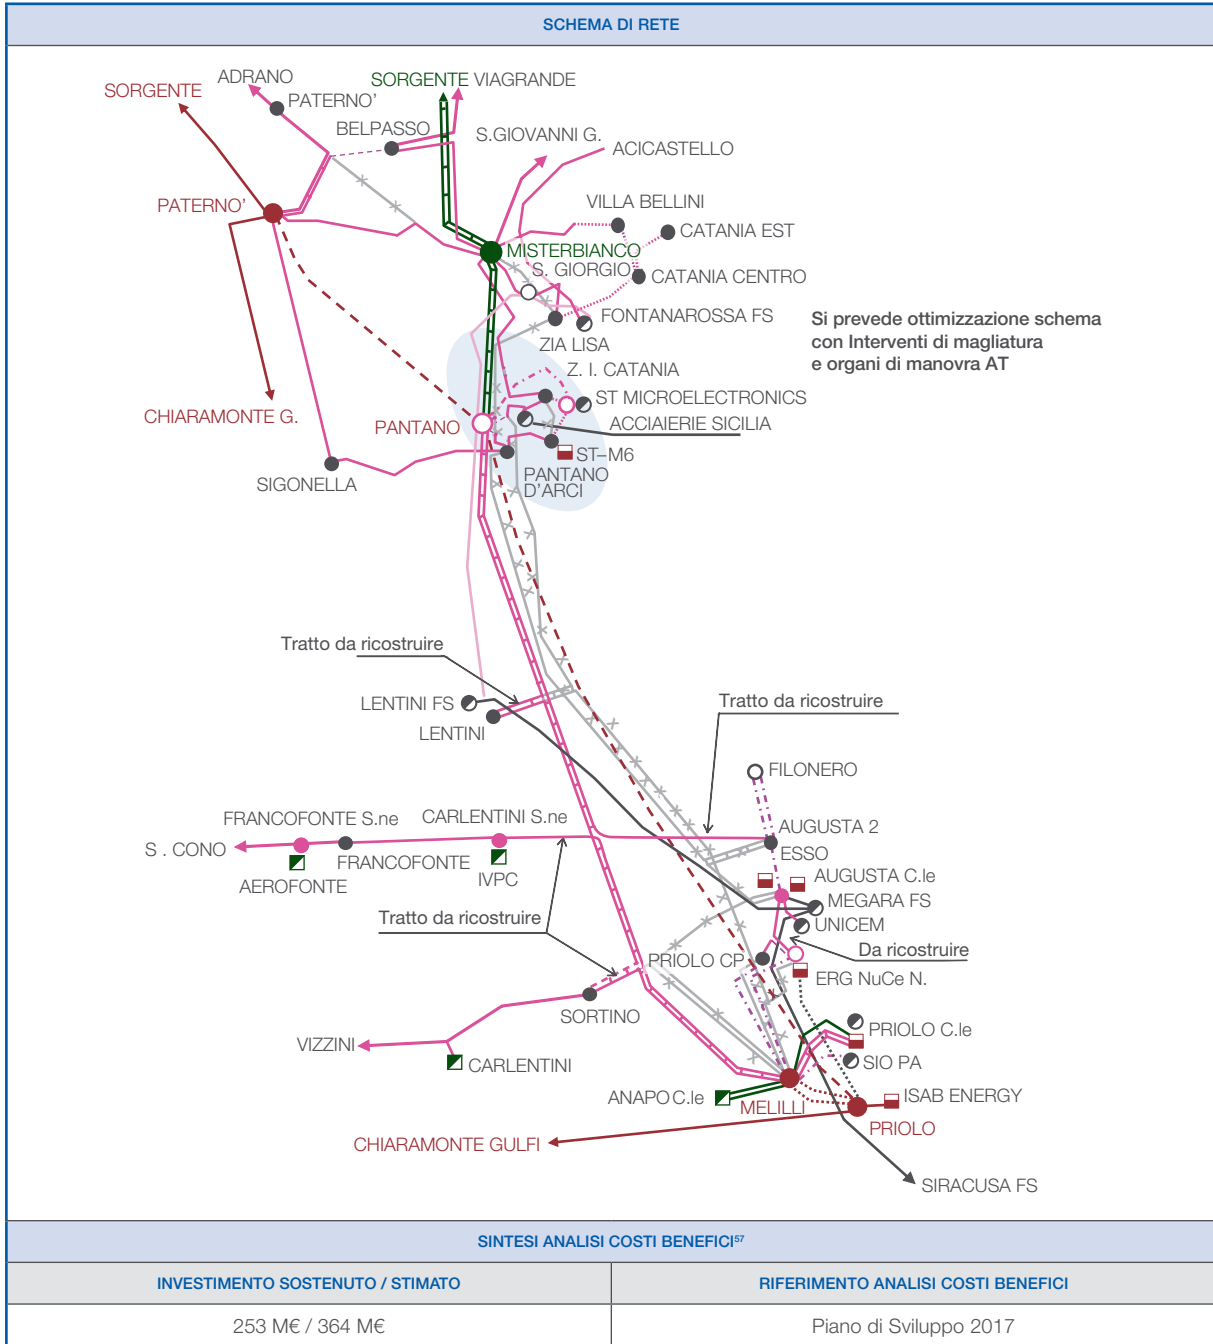 SCHEMA DI RETE
ADRANO
SORGENTE VIAGRANDE
SORGENTE
PATERNO'
BELPASSO
S.GIOVANNI G.
ACICASTELLO
PATERNO'
VILLA BELLINI
CATANIA EST
MISTERBIANCO
S. GIORGIO
CATANIA CENTRO
FONTANAROSSA FS
Si prevede ottimizzazione schema
con Interventi di magliatura
e organi di manovra AT
ZIA LISA
Z. I. CATANIA
ST MICROELECTRONICS
CHIARAMONTE G.
PANTANO
ACCIAIERIE SICILIA
ST–M6
SIGONELLA
PANTANO
D'ARCI
Tratto da ricostruire
LENTINI FS
Tratto da ricostruire
LENTINI
FILONERO
FRANCOFONTE S.ne
CARLENTINI S.ne
AUGUSTA 2
S . CONO
FRANCOFONTE
ESSO
AEROFONTE
IVPC
AUGUSTA C.le
MEGARA FS
Tratto da ricostruire
UNICEM
Da ricostruire
PRIOLO CP
ERG NuCe N.
SORTINO
PRIOLO C.le
VIZZINI
CARLENTINI
SIO PA
ANAPO C.le
MELILLI
ISAB ENERGY
PRIOLO
CHIARAMONTE GULFI
SIRACUSA FS
SINTESI ANALISI COSTI BENEFICI57
INVESTIMENTO SOSTENUTO / STIMATO
RIFERIMENTO ANALISI COSTI BENEFICI
253 M€ / 364 M€
Piano di Sviluppo 2017